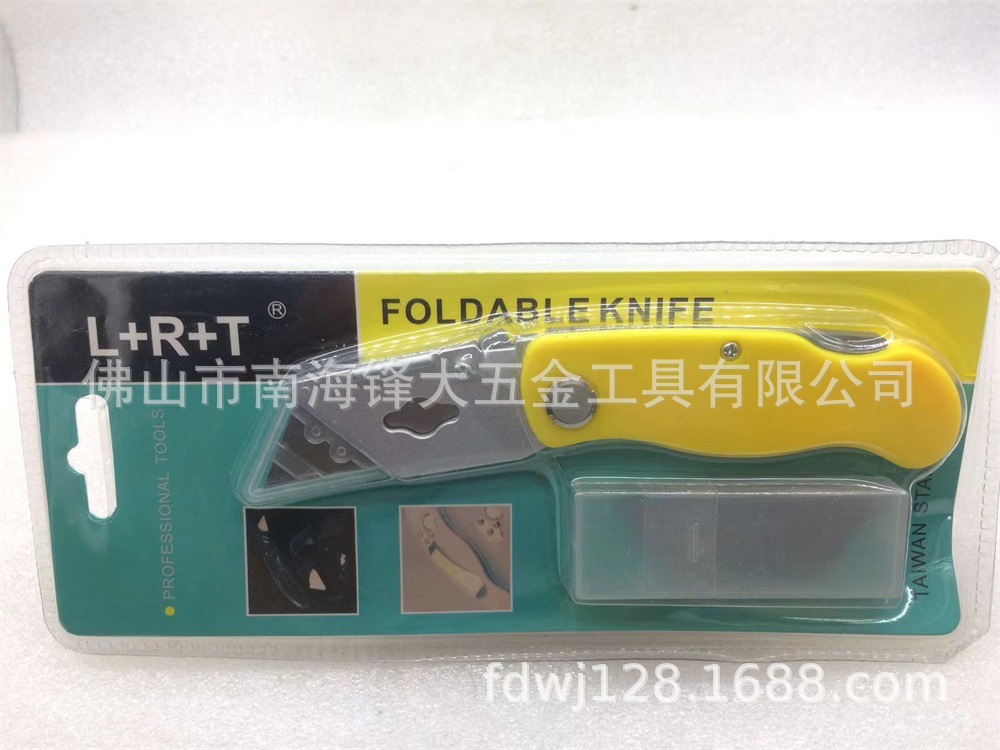 L+R+T ®
FOLDABLE KNIFE
佛山市南海锋大五金工具有限公司
PROFESSIONAL TOOLS
TAIWAN STA
fdwj128.1688.com